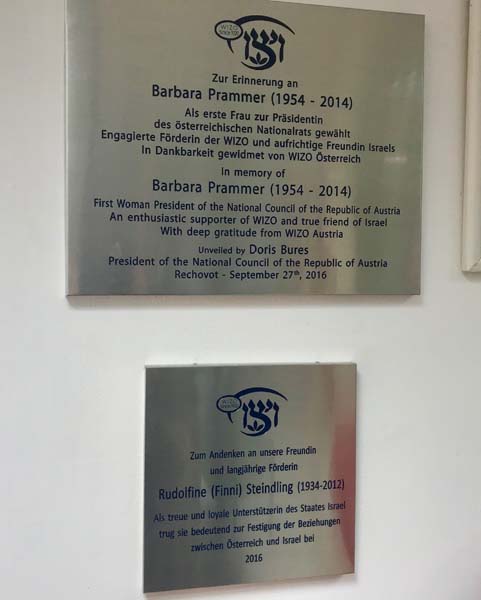 WIZO
ויצו
Zur Erinnerung an
Barbara Prammer (1954 - 2014)
Als erste Frau zur Präsidentin
des österreichischen Nationalrats gewählt
Engagierte Förderin der WIZO und aufrichtige Freundin Israels
In Dankbarkeit gewidmet von WIZO Österreich
In memory of
Barbara Prammer (1954 - 2014)
First Woman President of the National Council of the Republic of Austria
An enthusiastic supporter of WIZO and true friend of Israel
With deep gratitude from WIZO Austria
Unveiled by Doris Bures
President of the National Council of the Republic of Austria
Rechovot - September 27th, 2016
WIZO
ויצו
Zum Andenken an unsere Freundin
und langjährige Förderin
Rudolfine (Finni) Steindling (1934-2012)
Als treue und loyale Unterstützerin des Staates Israel
trug sie bedeutend zur Festigung der Beziehungen
zwischen Österreich und Israel bei
2016